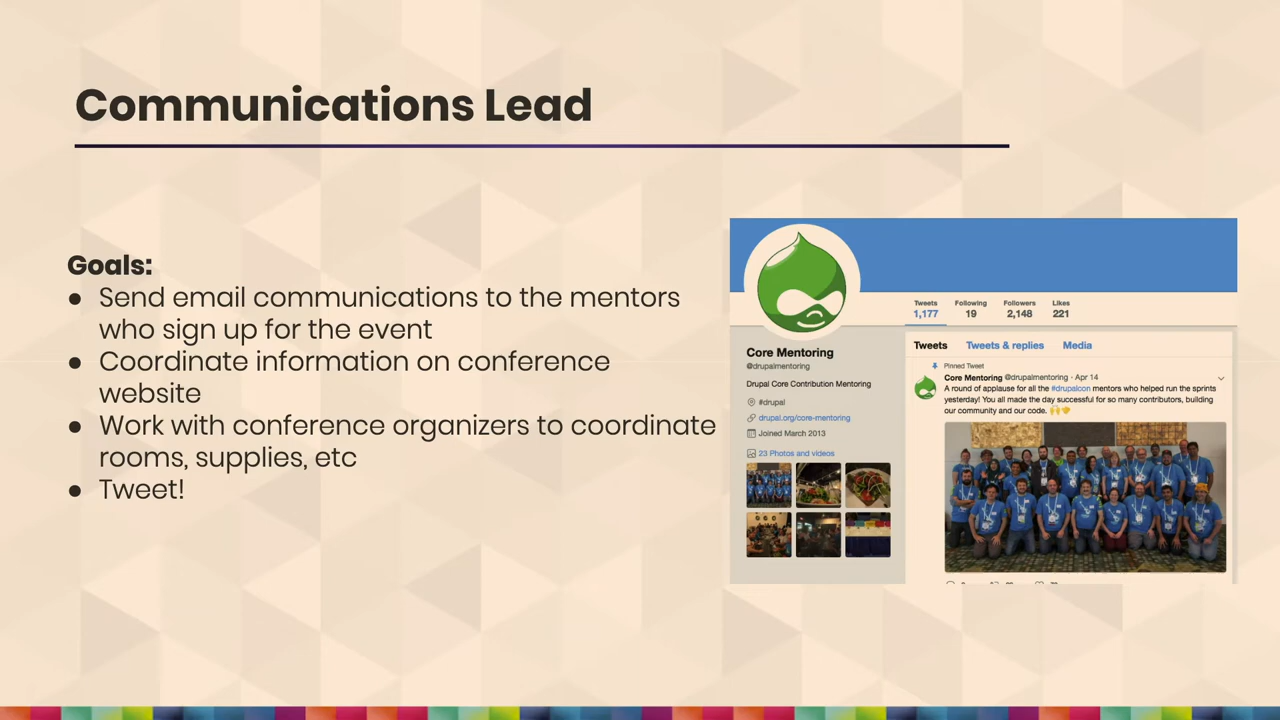 Communications Lead
Goals:
● Send email communications to the mentors
who sign up for the event
● Coordinate information on conference
website
● Work with conference organizers to coordinate
rooms, supplies, etc
● Tweet!
Tweets Following Followers Likes
1,177 19 2,148 221
Core Mentoring
@drupalmentoring
Drupal Core Contribution Mentoring
#drupal
drupal.org/core-mentoring
Joined March 2013
23 Photos and videos
Tweets Tweets & replies Media
Pinned Tweet
Core Mentoring @drupalmentoring · Apr 14
A round of applause for all the #drupalcon mentors who helped run the sprints
yesterday! You all made the day successful for so many contributors, building
our community and our code. 🙌💛